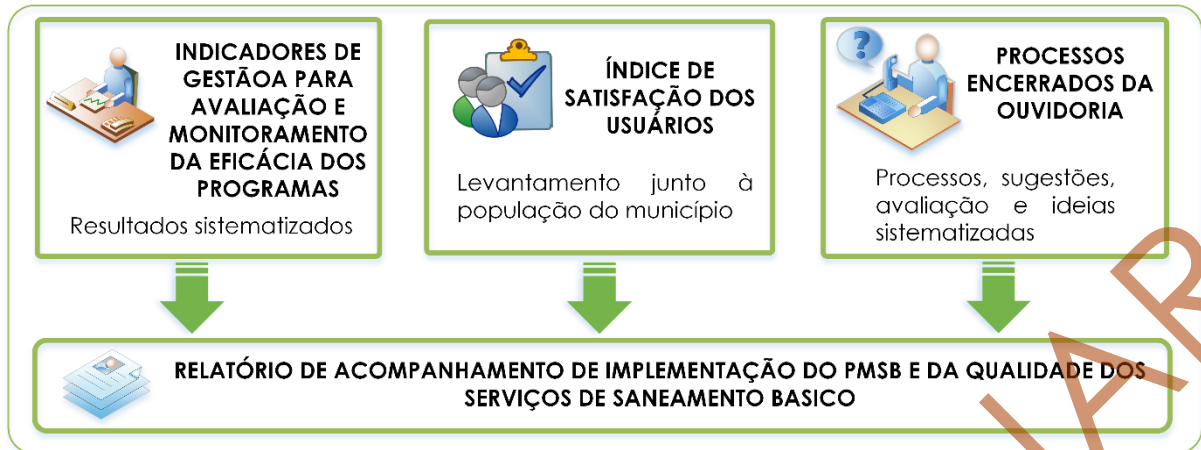 INDICADORES DE
GESTÃOA PARA
AVALIAÇÃO E
MONITORAMENTO
DA EFICÁCIA DOS
PROGRAMAS
Resultados sistematizados
ÍNDICE DE
SATISFAÇÃO DOS
USUÁRIOS
Levantamento junto à
população do município
?
PROCESSOS
ENCERRADOS DA
OUVIDORIA
Processos, sugestões,
avaliação e ideias
sistematizadas
RELATÓRIO DE ACOMPANHAMENTO DE IMPLEMENTAÇÃO DO PMSB E DA QUALIDADE DOS
SERVIÇOS DE SANEAMENTO BASICO
IAR